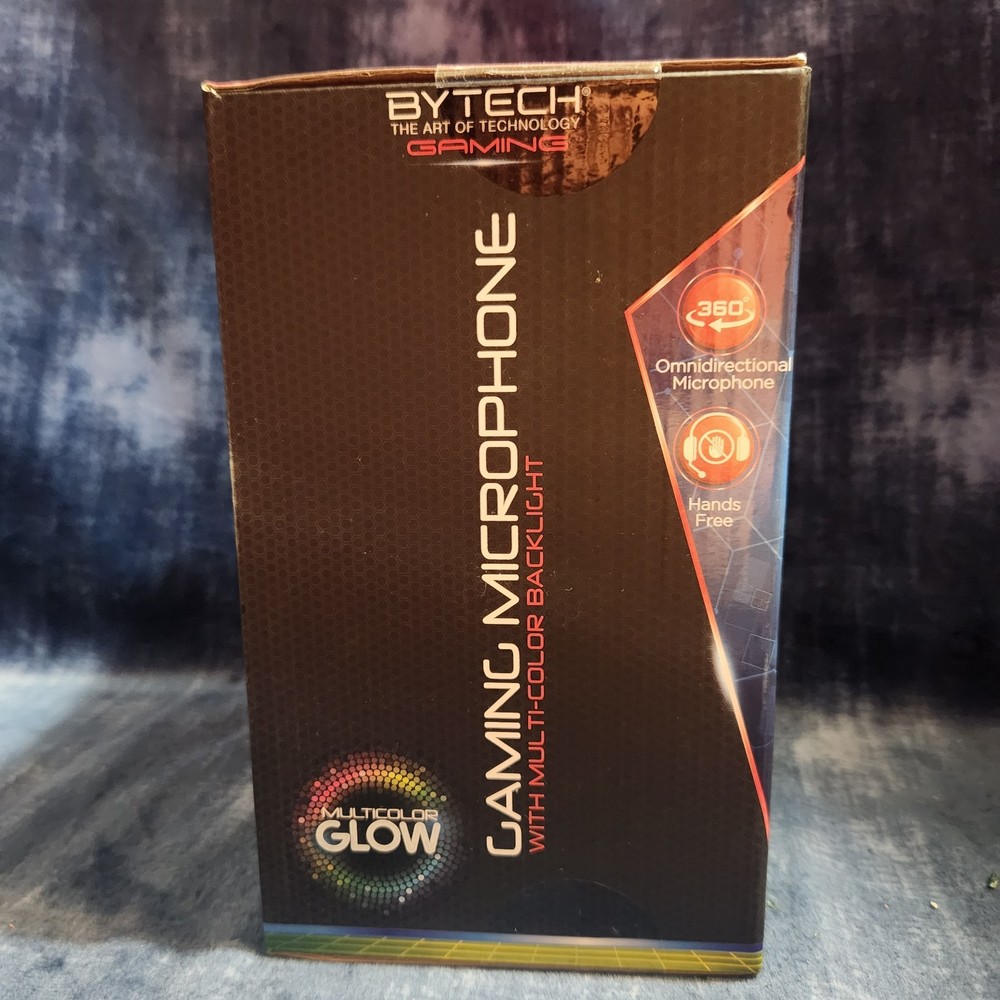 BYTECH®
THE ART OF TECHNOLOGY
GAMING
GAMING MICROPHONE
WITH MULTI-COLOR BACKLIGHT
360°
Omnidirectional
Microphone
Hands
Free
MULTICOLOR
GLOW